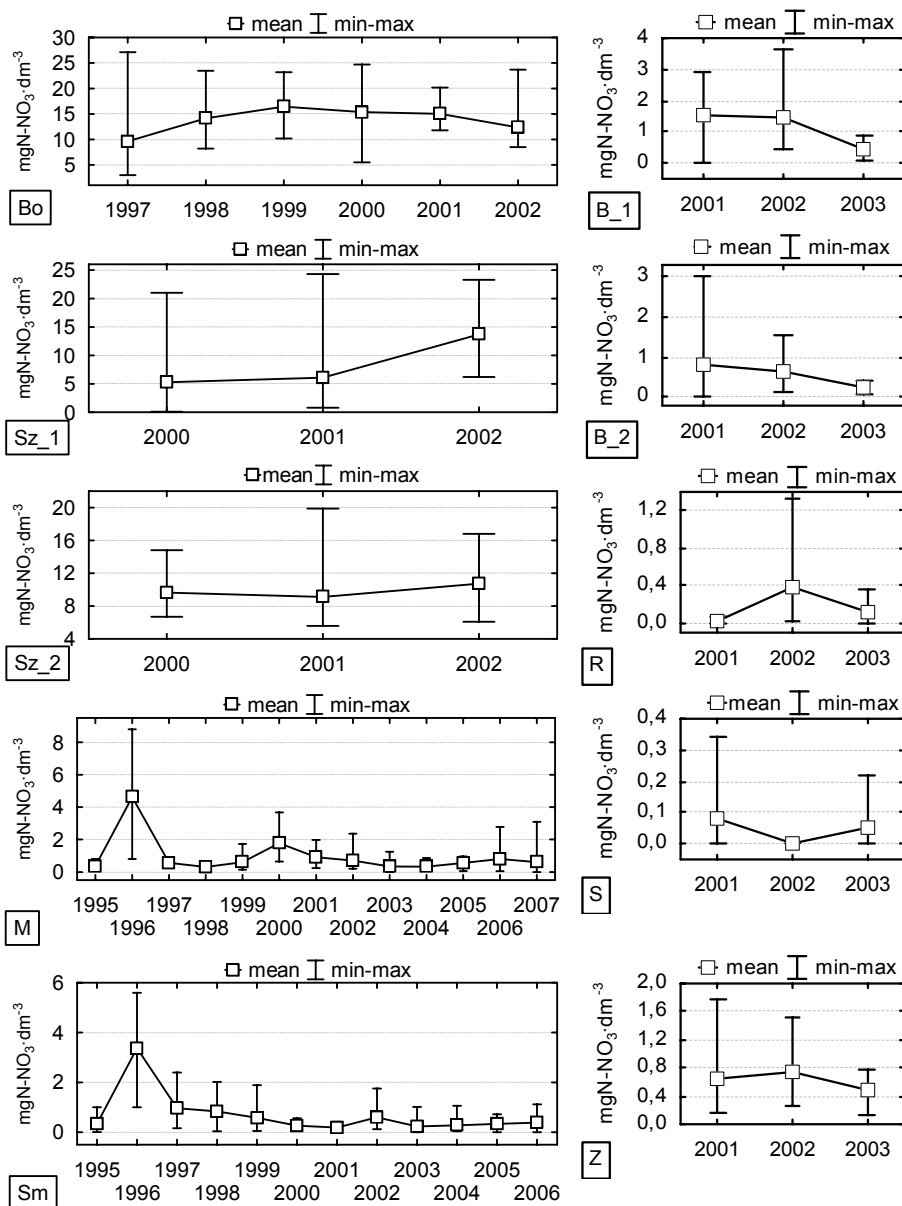 mean min-max
mgN-NO₃·dm⁻³
30
25
20
15
10
5
1997 1998 1999 2000 2001 2002
Bo
mean min-max
mgN-NO₃·dm⁻³
4
3
2
1
0
2001 2002 2003
B_1
mean min-max
mgN-NO₃·dm⁻³
25
20
15
10
5
0
2000 2001 2002
Sz_1
mean min-max
mgN-NO₃·dm⁻³
3
2
1
0
2001 2002 2003
B_2
mean min-max
mgN-NO₃·dm⁻³
20
16
12
8
4
2000 2001 2002
Sz_2
mean min-max
mgN-NO₃·dm⁻³
1,2
0,8
0,4
0,0
2001 2002 2003
R
mean min-max
mgN-NO₃·dm⁻³
8
6
4
2
0
1995 1997 1999 2001 2003 2005 2007
1996 1998 2000 2002 2004 2006
M
mean min-max
mgN-NO₃·dm⁻³
0,4
0,3
0,2
0,1
0,0
2001 2002 2003
S
mean min-max
mgN-NO₃·dm⁻³
6
4
2
0
1995 1997 1999 2001 2003 2005
1996 1998 2000 2002 2004 2006
Sm
mean min-max
mgN-NO₃·dm⁻³
2,0
1,6
1,2
0,8
0,4
0,0
2001 2002 2003
Z